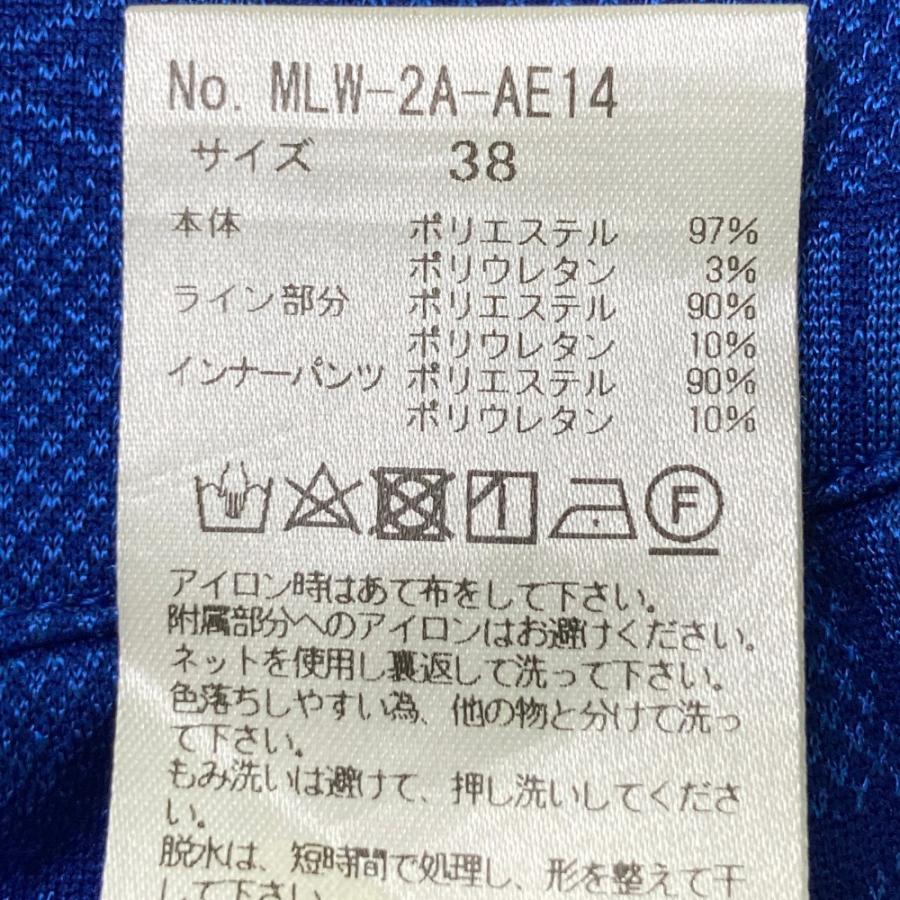 No. MLW-2A-AE14
サイズ 38
本体 ポリエステル 97%
ポリウレタン 3%
ライン部分 ポリエステル 90%
ポリウレタン 10%
インナーパンツ ポリエステル 90%
ポリウレタン 10%
F
アイロン時はあて布をして下さい。
附属部分へのアイロンはお避けください。
ネットを使用し裏返して洗って下さい。
色落ちしやすい為、他の物と分けて洗っ
て下さい。
もみ洗いは避けて、押し洗いしてくださ
い。
脱水は、短時間で処理し、形を整えて干
して下さい。